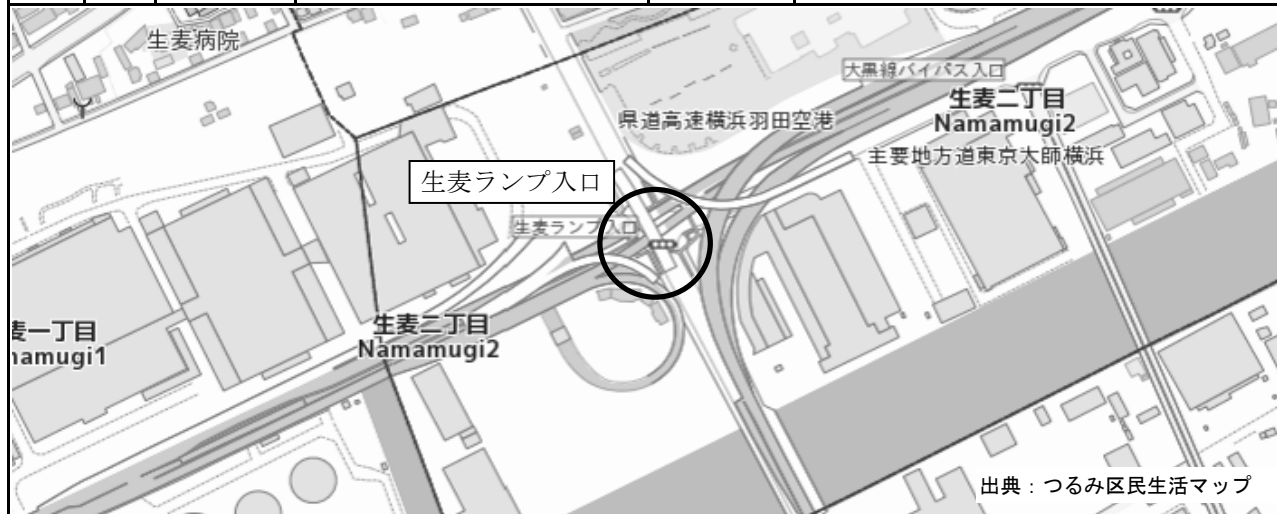 生麦病院
大黒線バイパス入口
生麦二丁目
Namamugi2
県道高速横浜羽田空港
主要地方道東京大師横浜
生麦ランプ入口
生麦ランプ入口
麦一丁目
namamugi1
生麦二丁目
Namamugi2
出典：つるみ区民生活マップ